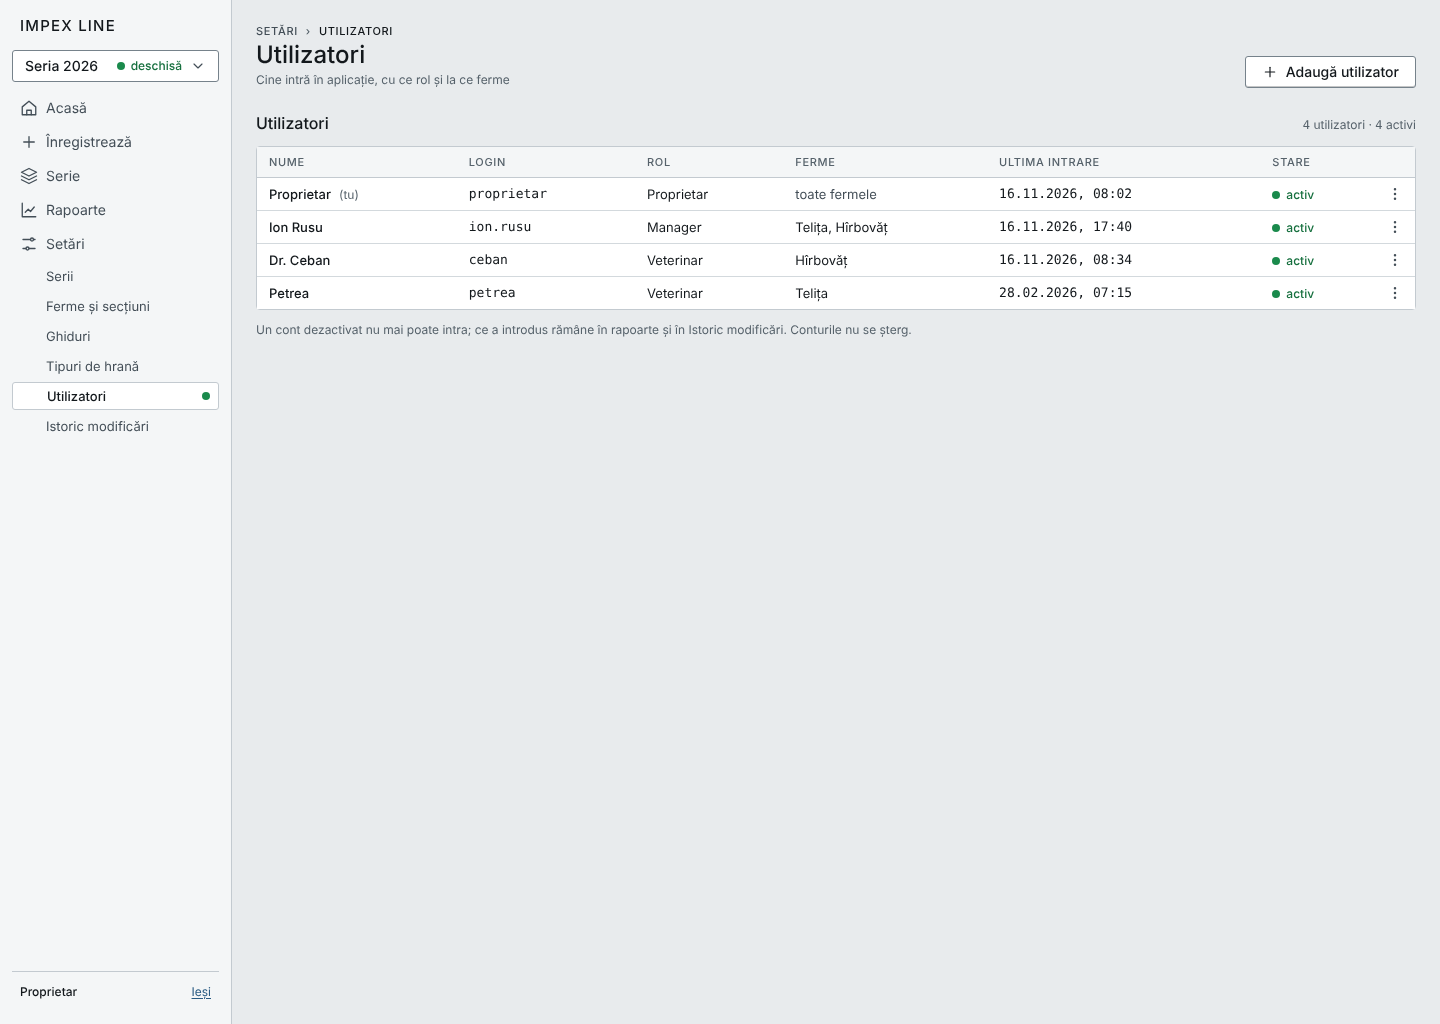 IMPEX LINE
Seria 2026 deschisă
Acasă
Înregistrează
Serie
Rapoarte
Setări
Serii
Ferme și secțiuni
Ghiduri
Tipuri de hrană
Utilizatori
Istoric modificări
Proprietar Ieși
SETĂRI › UTILIZATORI
Utilizatori
Cine intră în aplicație, cu ce rol și la ce ferme
Adaugă utilizator
Utilizatori 4 utilizatori · 4 activi
NUME LOGIN ROL FERME ULTIMA INTRARE STARE
Proprietar (tu) proprietar Proprietar toate fermele 16.11.2026, 08:02 activ
Ion Rusu ion.rusu Manager Telița, Hîrbovăț 16.11.2026, 17:40 activ
Dr. Ceban ceban Veterinar Hîrbovăț 16.11.2026, 08:34 activ
Petrea petrea Veterinar Telița 28.02.2026, 07:15 activ
Un cont dezactivat nu mai poate intra; ce a introdus rămâne în rapoarte și în Istoric modificări. Conturile nu se șterg.